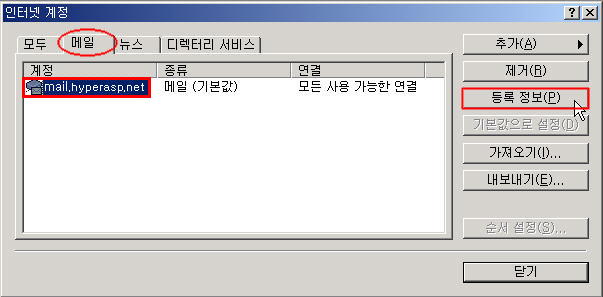 인터넷 계정
모두 메일 뉴스 디렉터리 서비스
계정 종류 연결
mail.hyperasp.net 메일 (기본값) 모든 사용 가능한 연결
추가(A)
제거(R)
등록 정보(P)
기본값으로 설정(D)
가져오기(I)...
내보내기(E)...
순서 설정(S)...
닫기